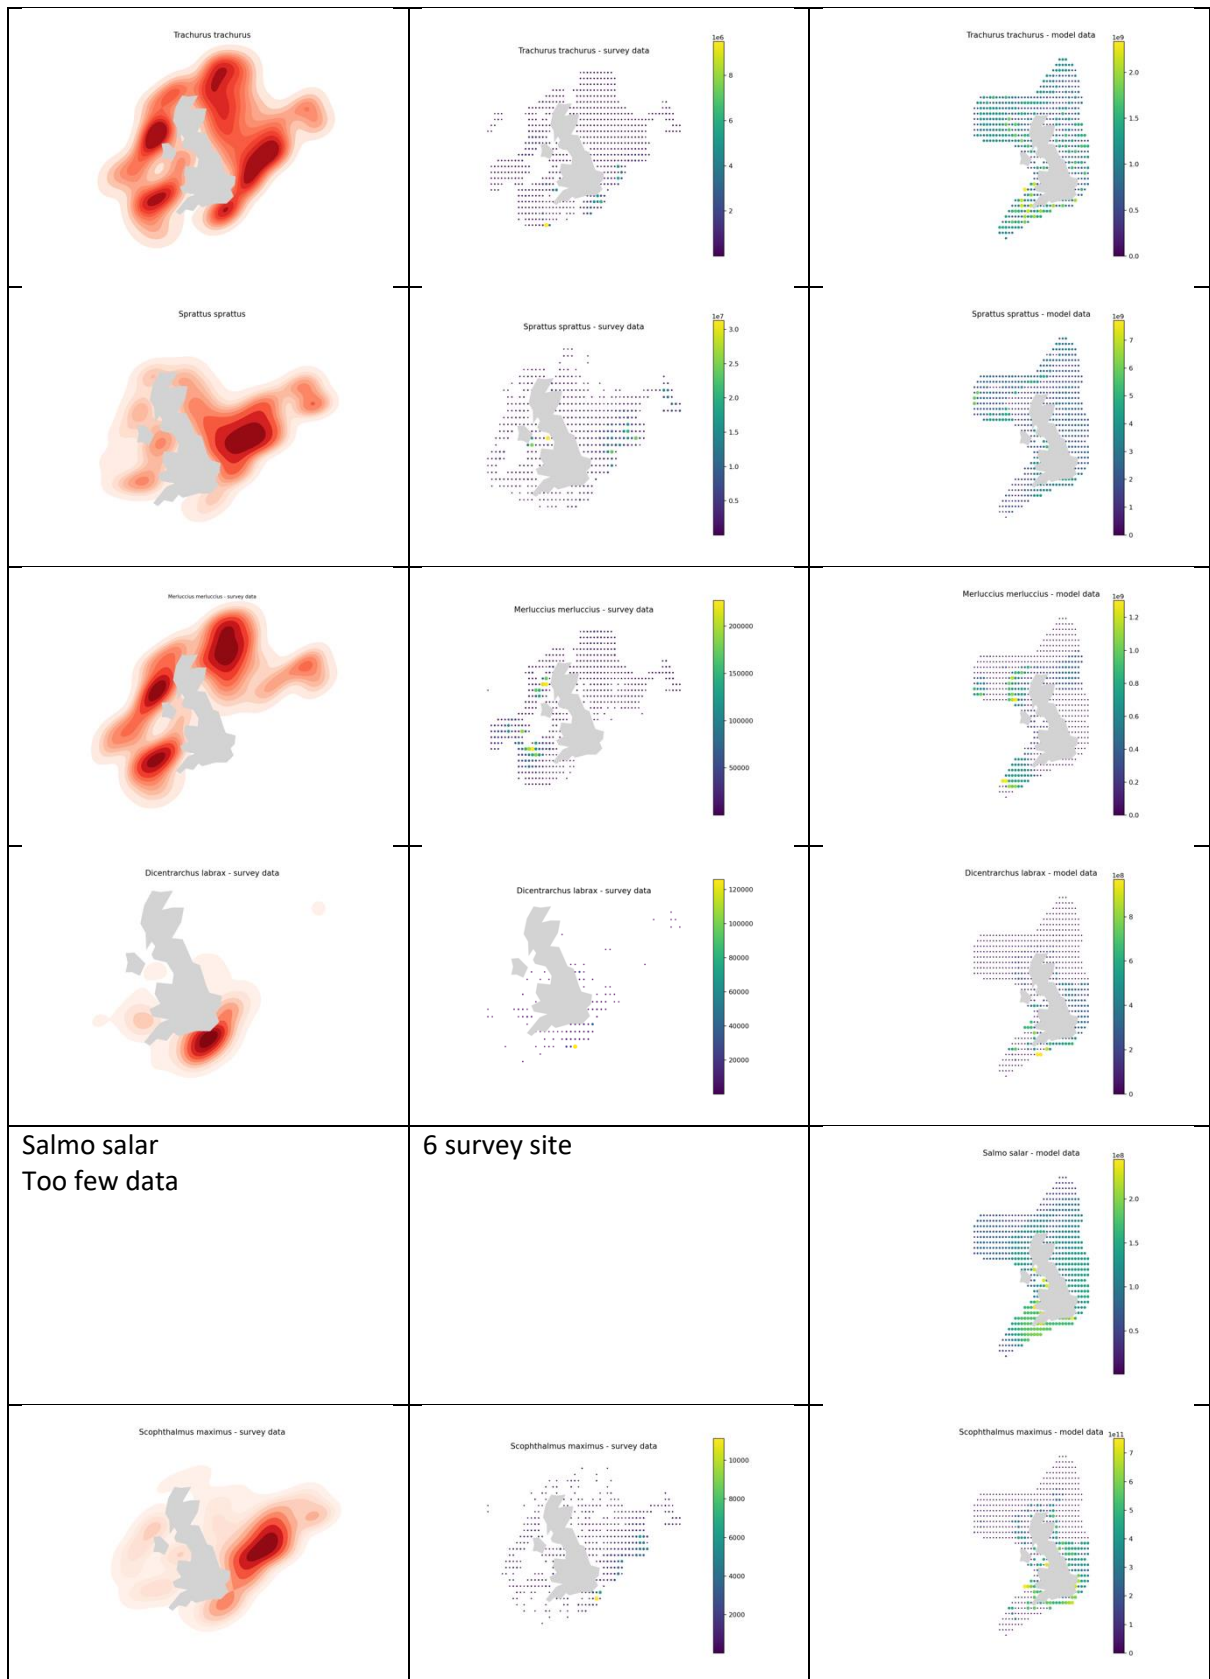 Trachurus trachurus
Trachurus trachurus - survey data
1e6
8
6
4
2
Trachurus trachurus - model data
1e9
2.0
1.5
1.0
0.5
0.0
Sprattus sprattus
Sprattus sprattus - survey data
1e7
3.0
2.5
2.0
1.5
1.0
0.5
Sprattus sprattus - model data
1e9
7
6
5
4
3
2
1
0
Merluccius merluccius - survey data
Merluccius merluccius - survey data
200000
150000
100000
50000
Merluccius merluccius - model data
1e9
1.2
1.0
0.8
0.6
0.4
0.2
0.0
Dicentrarchus labrax - survey data
Dicentrarchus labrax - survey data
120000
100000
80000
60000
40000
20000
Dicentrarchus labrax - model data
1e8
8
6
4
2
0
Salmo salar
Too few data
6 survey site
Salmo salar - model data
1e8
2.0
1.5
1.0
0.5
Scophthalmus maximus - survey data
Scophthalmus maximus - survey data
10000
8000
6000
4000
2000
Scophthalmus maximus - model data
1e11
7
6
5
4
3
2
1
0